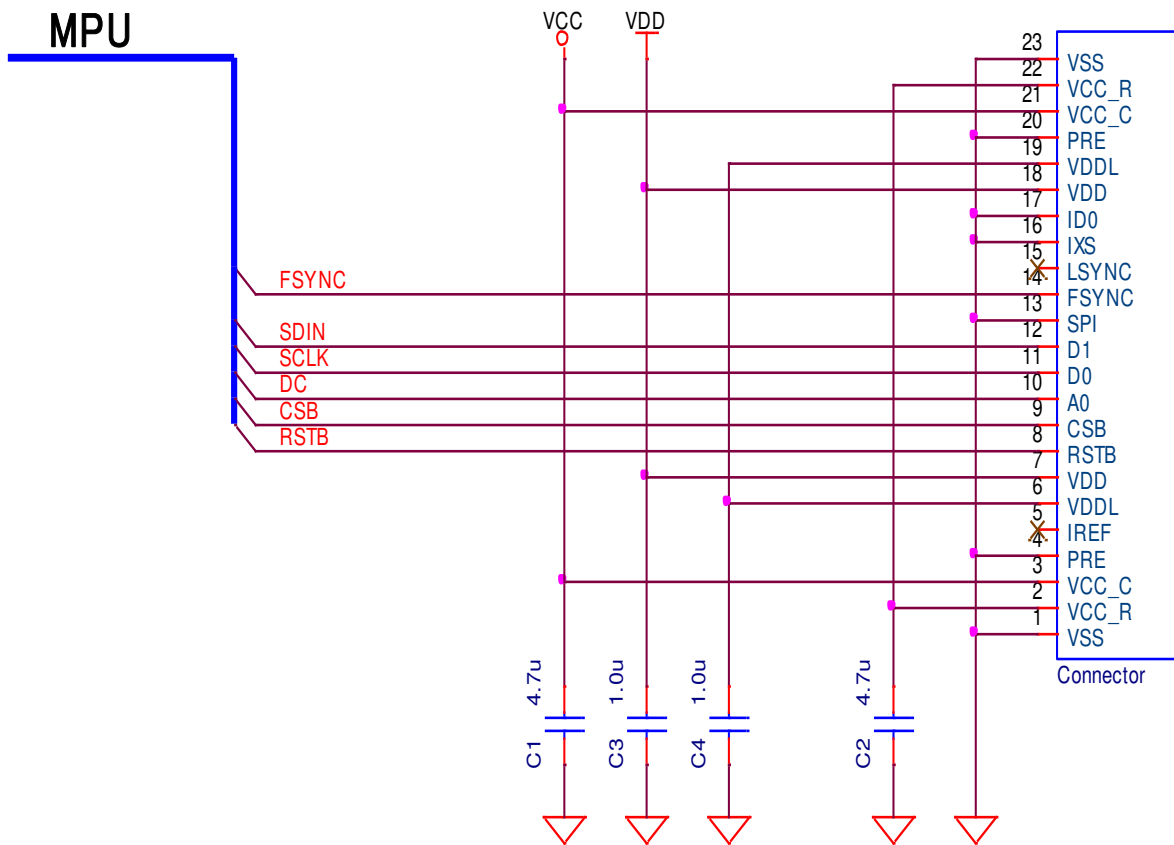 MPU
VCC
VDD
FSYNC
SDIN
SCLK
DC
CSB
RSTB
23
VSS
22
VCC_R
21
VCC_C
20
PRE
19
VDDL
18
VDD
17
ID0
16
IXS
15
LSYNC
14
FSYNC
13
SPI
12
D1
11
D0
10
A0
9
CSB
8
RSTB
7
VDD
6
VDDL
5
IREF
4
PRE
3
VCC_C
2
VCC_R
1
VSS
Connector
C1 4.7u
C3 1.0u
C4 1.0u
C2 4.7u